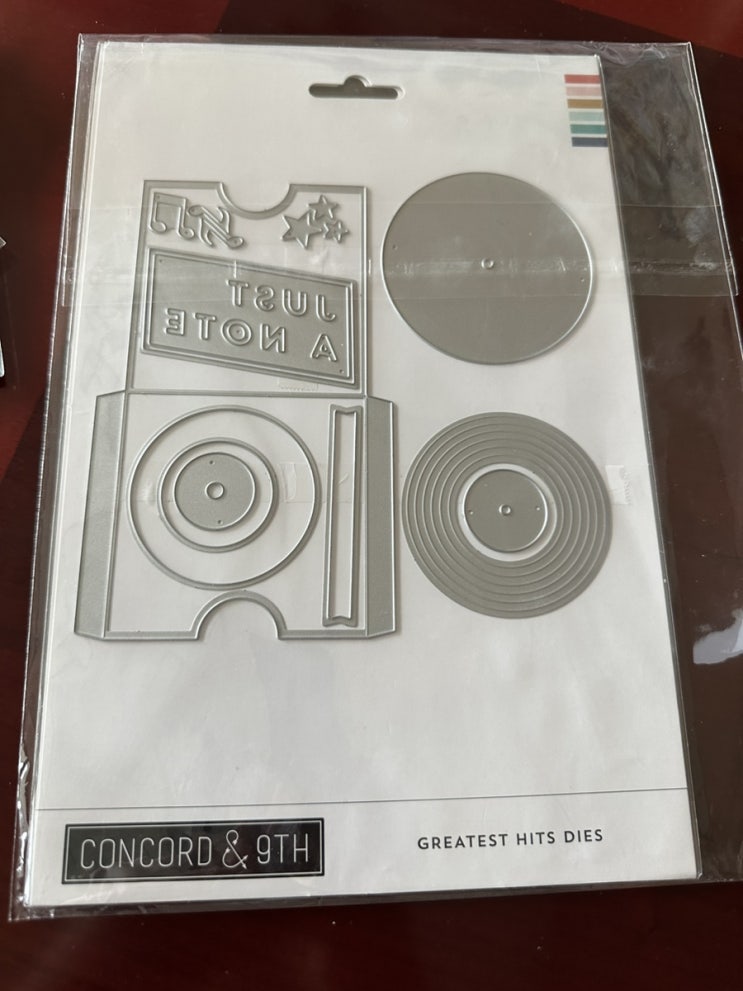 JUST
A NOTE
CONCORD & 9TH
GREATEST HITS DIES